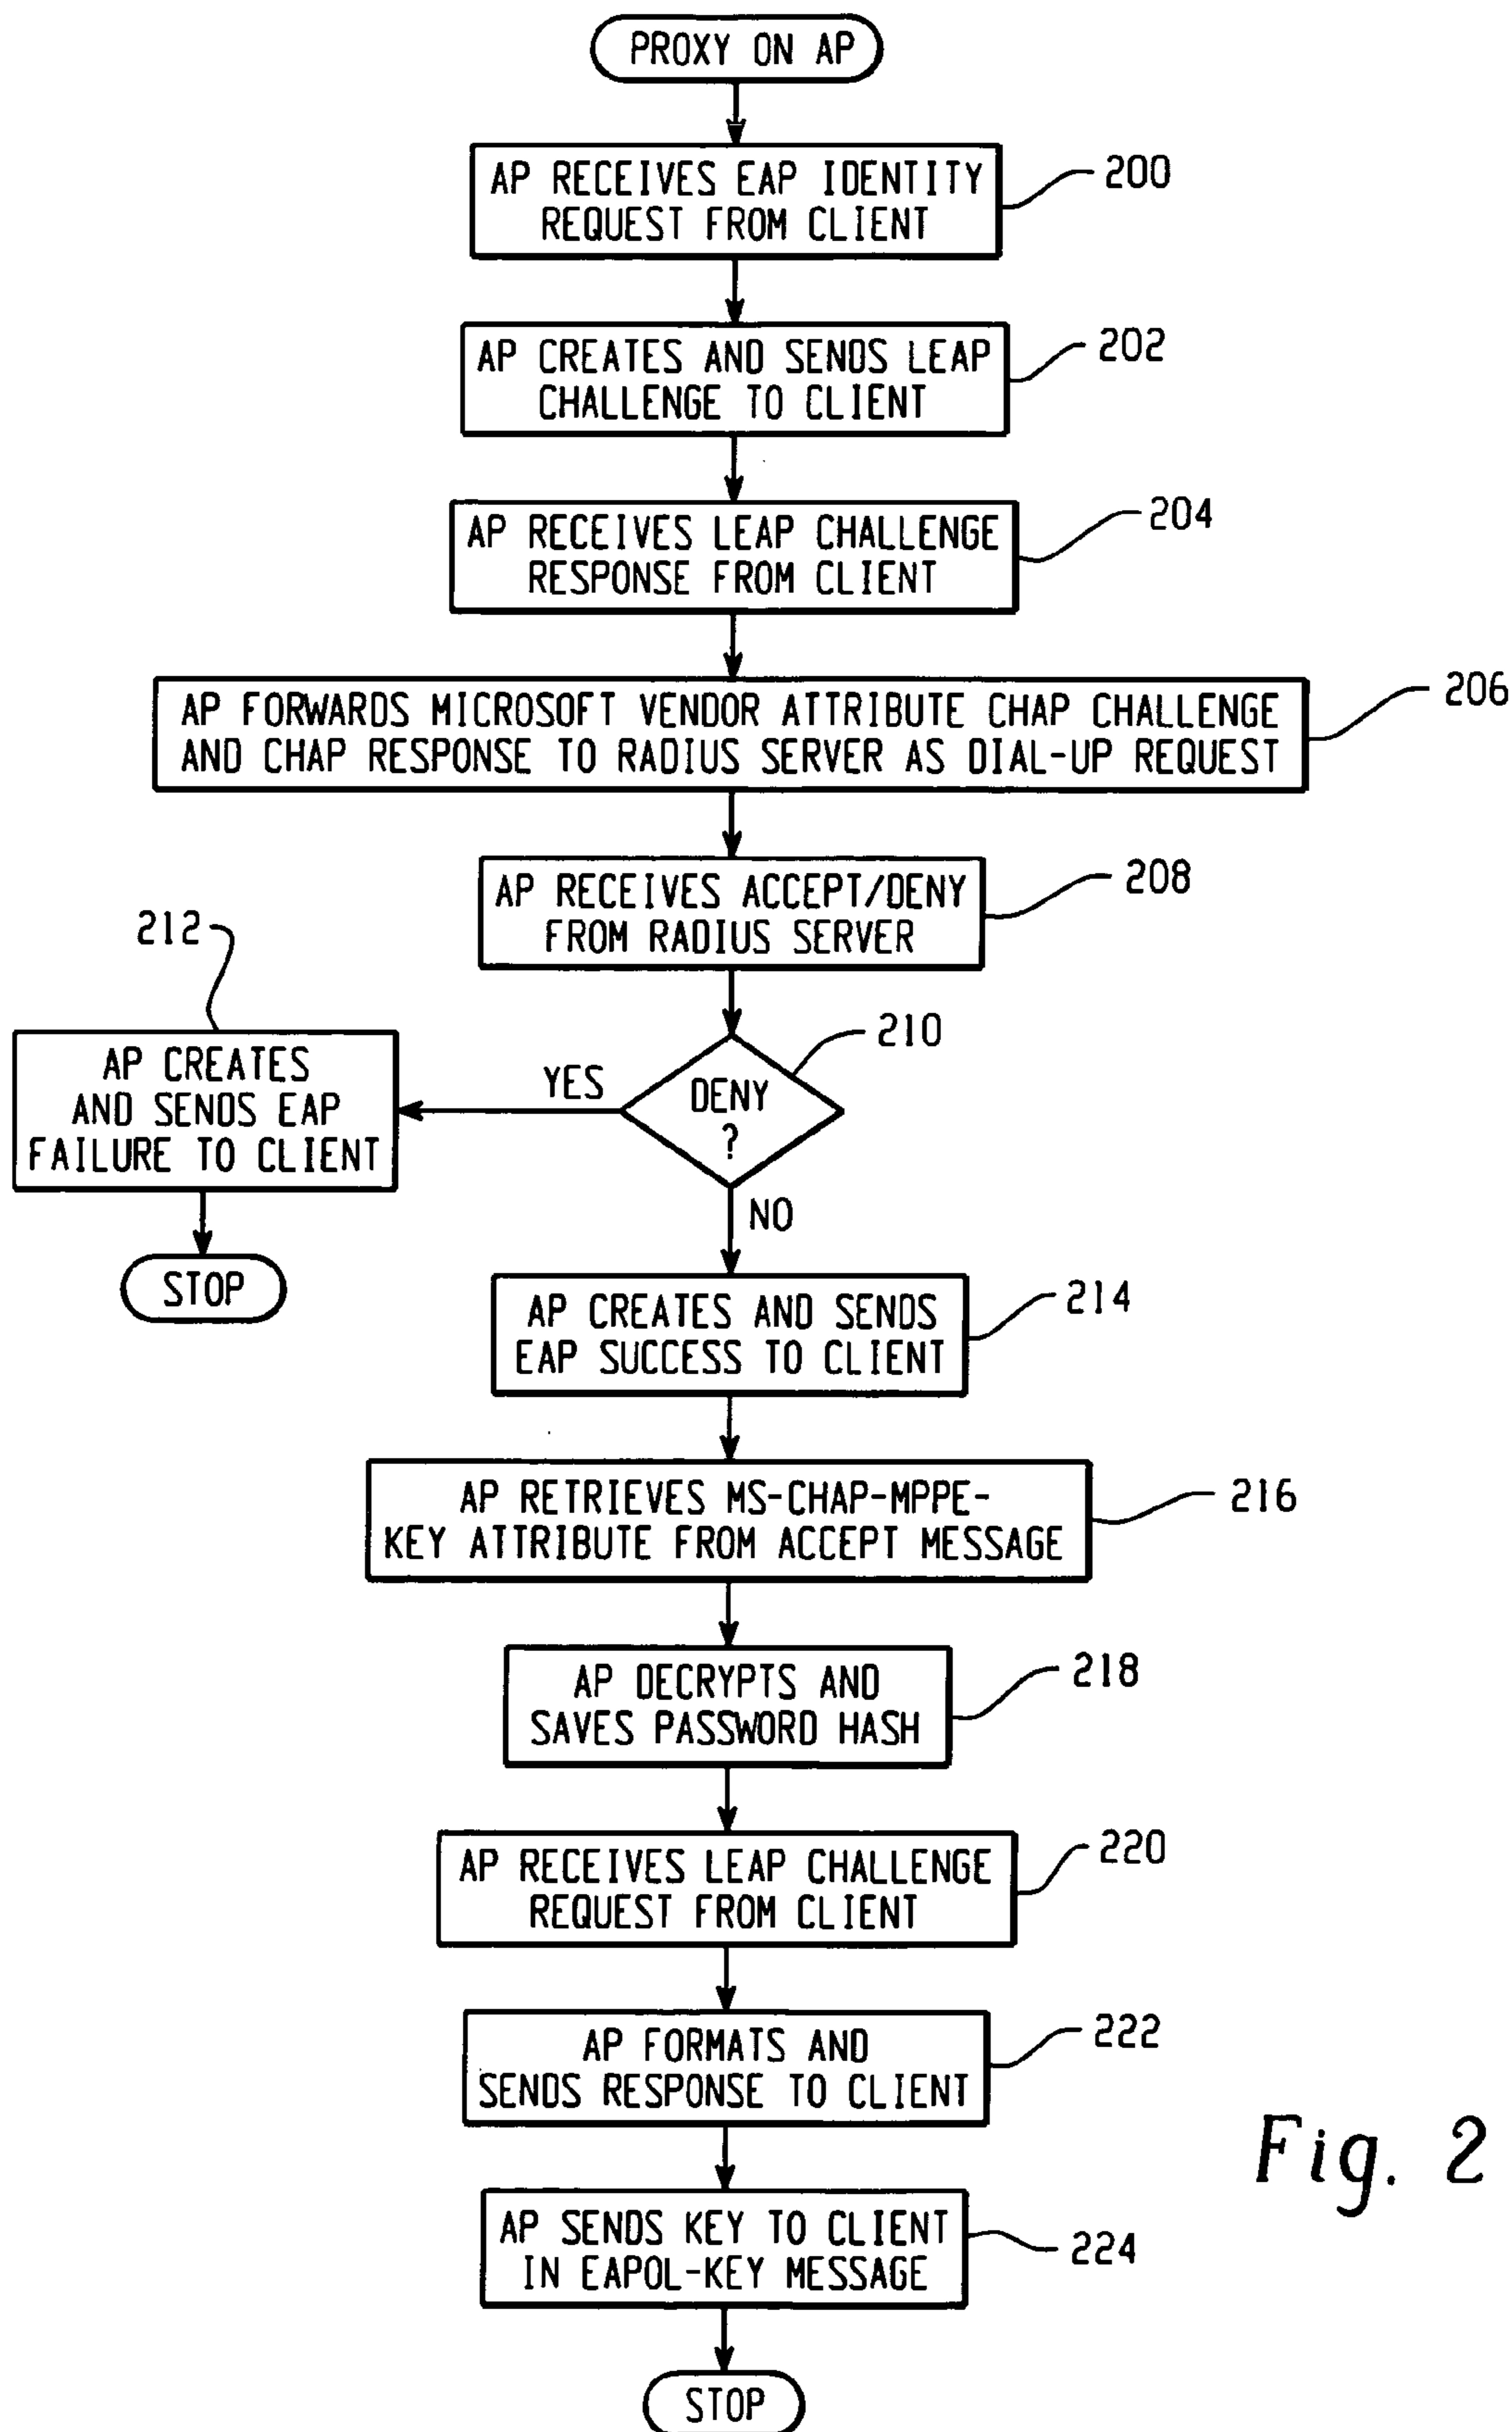 PROXY ON AP
AP RECEIVES EAP IDENTITY
REQUEST FROM CLIENT
200
AP CREATES AND SENDS LEAP
CHALLENGE TO CLIENT
202
AP RECEIVES LEAP CHALLENGE
RESPONSE FROM CLIENT
204
AP FORWARDS MICROSOFT VENDOR ATTRIBUTE CHAP CHALLENGE
AND CHAP RESPONSE TO RADIUS SERVER AS DIAL-UP REQUEST
206
AP RECEIVES ACCEPT/DENY
FROM RADIUS SERVER
208
DENY
?
210
YES
212
AP CREATES
AND SENDS EAP
FAILURE TO CLIENT
STOP
NO
AP CREATES AND SENDS
EAP SUCCESS TO CLIENT
214
AP RETRIEVES MS-CHAP-MPPE-
KEY ATTRIBUTE FROM ACCEPT MESSAGE
216
AP DECRYPTS AND
SAVES PASSWORD HASH
218
AP RECEIVES LEAP CHALLENGE
REQUEST FROM CLIENT
220
AP FORMATS AND
SENDS RESPONSE TO CLIENT
222
AP SENDS KEY TO CLIENT
IN EAPOL-KEY MESSAGE
224
STOP
Fig. 2